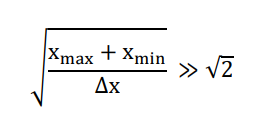 √((x_max + x_min)/Δx) ≫ √2